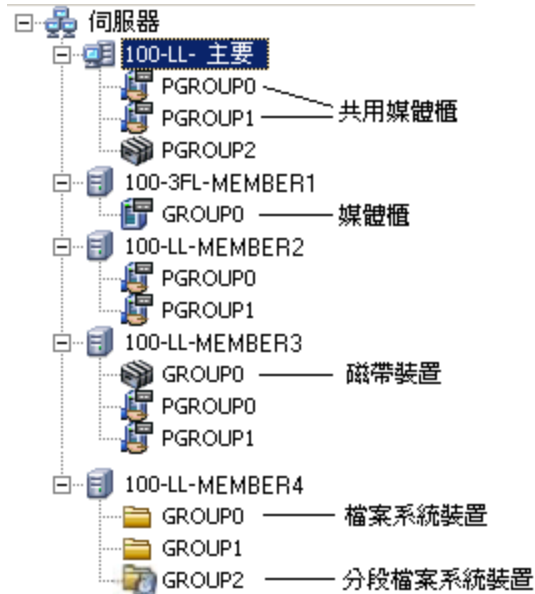 伺服器
100-LL- 主要
PGROUP0
PGROUP1 共用媒體櫃
PGROUP2
100-3FL-MEMBER1
GROUP0 媒體櫃
100-LL-MEMBER2
PGROUP0
PGROUP1
100-LL-MEMBER3
GROUP0 磁帶裝置
PGROUP0
PGROUP1
100-LL-MEMBER4
GROUP0 檔案系統裝置
GROUP1
GROUP2 分段檔案系統裝置